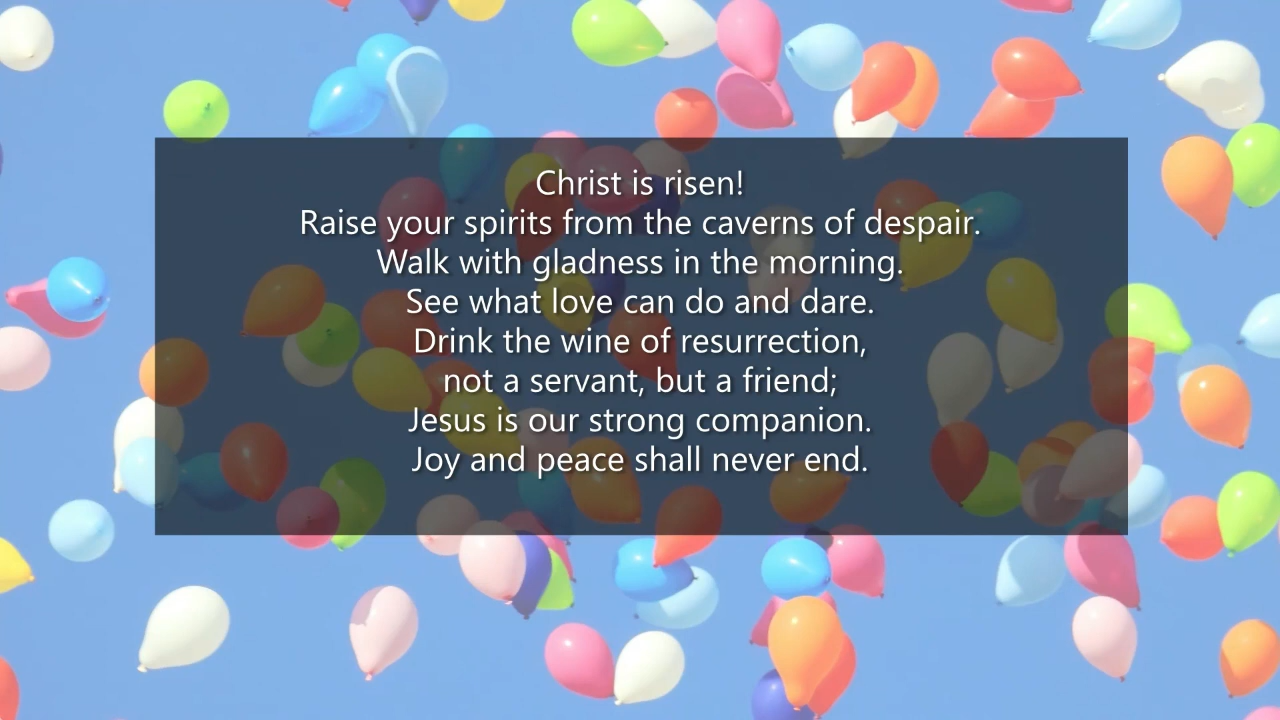 Christ is risen!
Raise your spirits from the caverns of despair.
Walk with gladness in the morning.
See what love can do and dare.
Drink the wine of resurrection,
not a servant, but a friend;
Jesus is our strong companion.
Joy and peace shall never end.